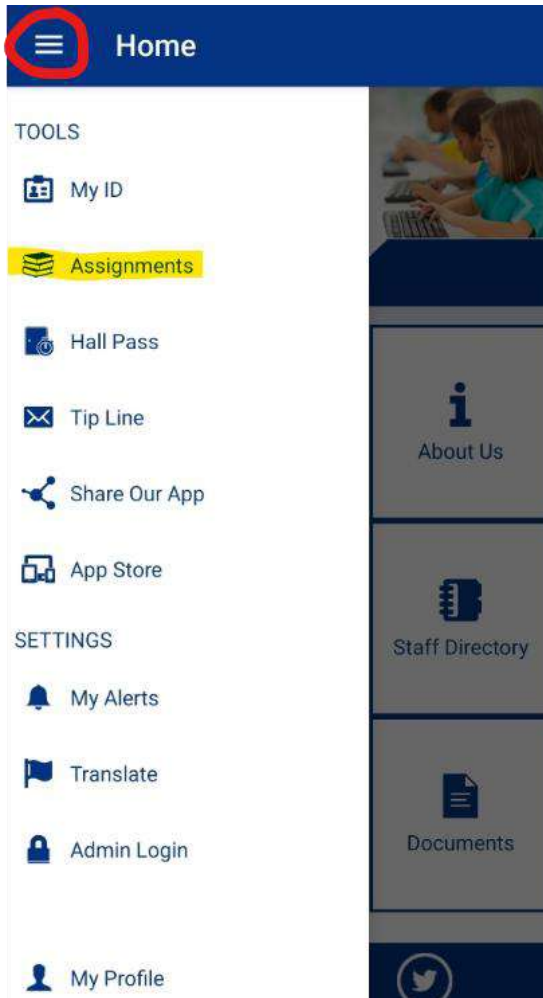 Home
TOOLS
My ID
Assignments
Hall Pass
Tip Line
Share Our App
App Store
SETTINGS
My Alerts
Translate
Admin Login
My Profile
About Us
Staff Directory
Documents